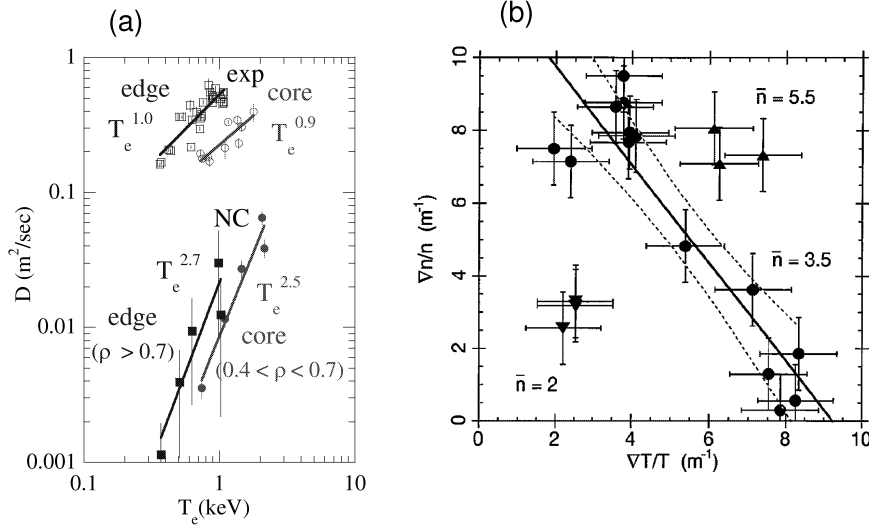 (a)
1
0.1
0.01
0.001
D (m²/sec)
0.1
1
10
T_e(keV)
edge
exp
core
T_e^1.0
T_e^0.9
NC
T_e^2.7
T_e^2.5
edge
(ρ > 0.7)
core
(0.4 < ρ < 0.7)
(b)
10
8
6
4
2
0
∇n/n (m⁻¹)
0
2
4
6
8
10
∇T/T (m⁻¹)
n̄ = 5.5
n̄ = 3.5
n̄ = 2